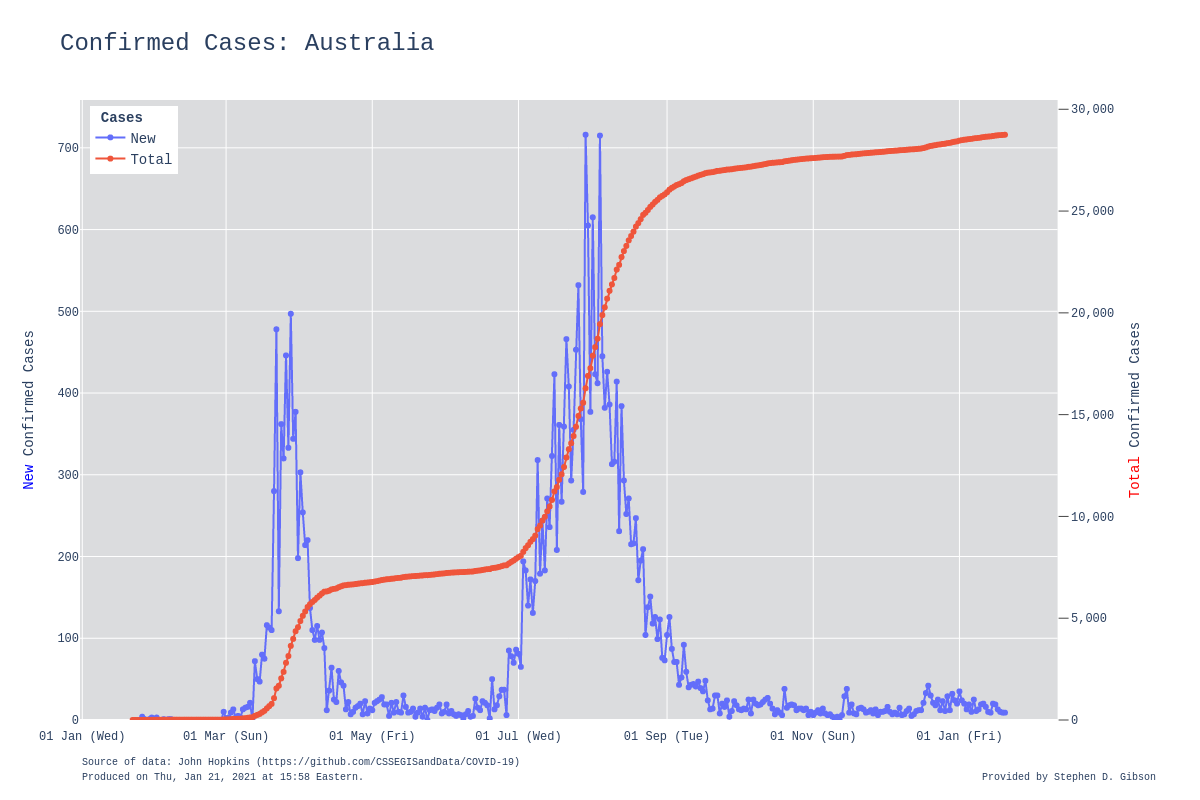 Confirmed Cases: Australia
Cases
New
Total
700
600
500
400
300
200
100
0
30,000
25,000
20,000
15,000
10,000
5,000
0
New Confirmed Cases
Total Confirmed Cases
01 Jan (Wed) 01 Mar (Sun) 01 May (Fri) 01 Jul (Wed) 01 Sep (Tue) 01 Nov (Sun) 01 Jan (Fri)
Source of data: John Hopkins (https://github.com/CSSEGISandData/COVID-19)
Produced on Thu, Jan 21, 2021 at 15:58 Eastern.
Provided by Stephen D. Gibson